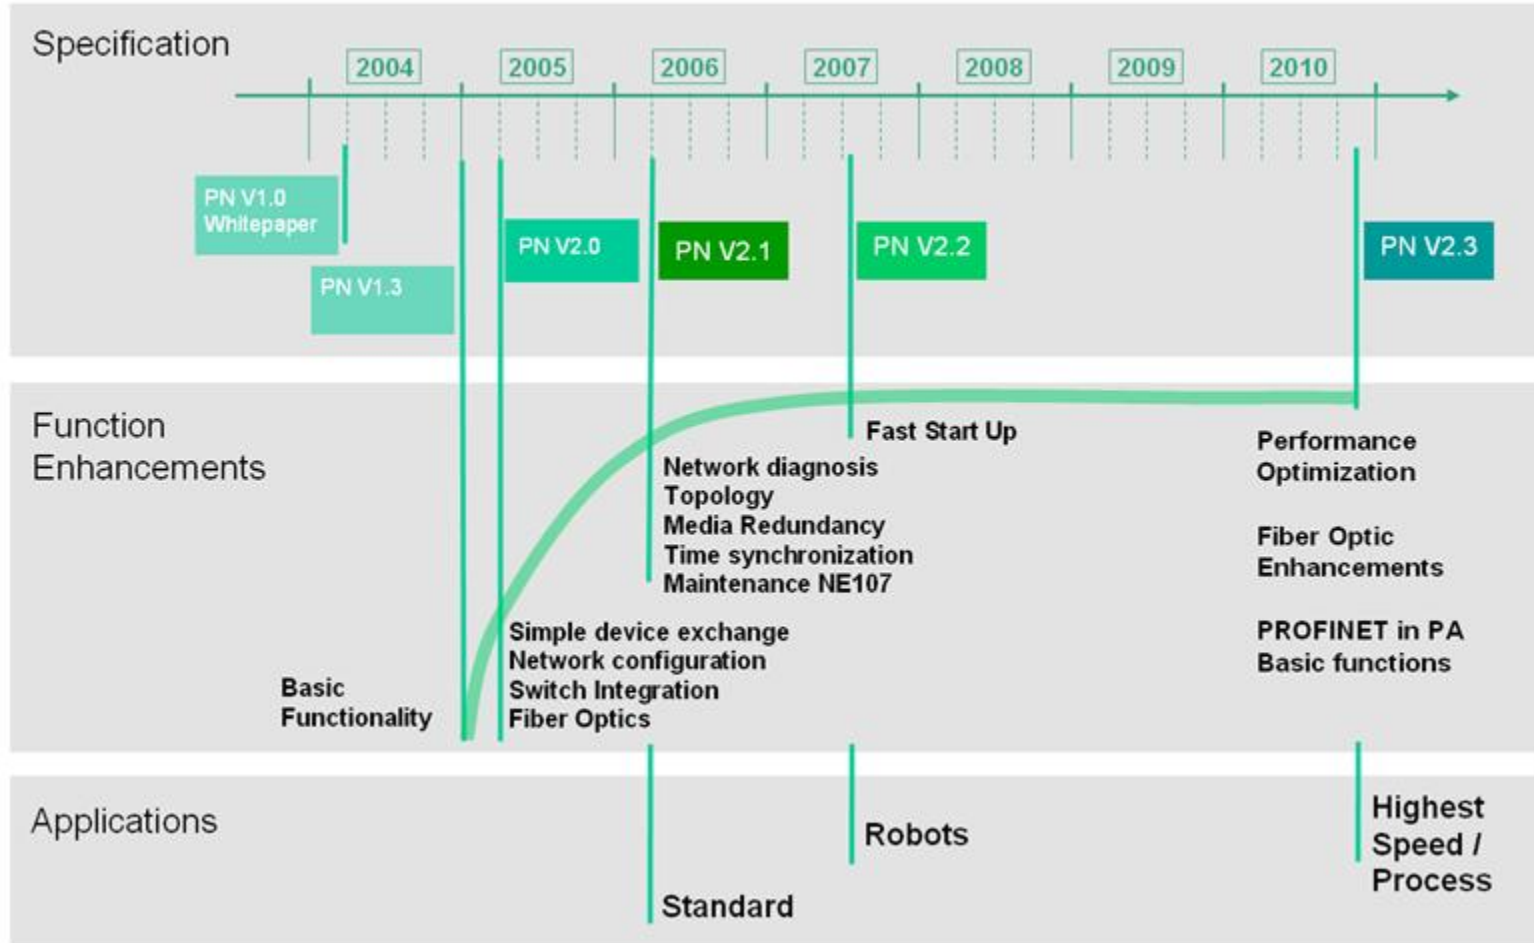 Specification
2004
2005
2006
2007
2008
2009
2010
PN V1.0
Whitepaper
PN V1.3
PN V2.0
PN V2.1
PN V2.2
PN V2.3
Function
Enhancements
Basic
Functionality
Simple device exchange
Network configuration
Switch Integration
Fiber Optics
Network diagnosis
Topology
Media Redundancy
Time synchronization
Maintenance NE107
Fast Start Up
Performance
Optimization
Fiber Optic
Enhancements
PROFINET in PA
Basic functions
Applications
Standard
Robots
Highest
Speed /
Process